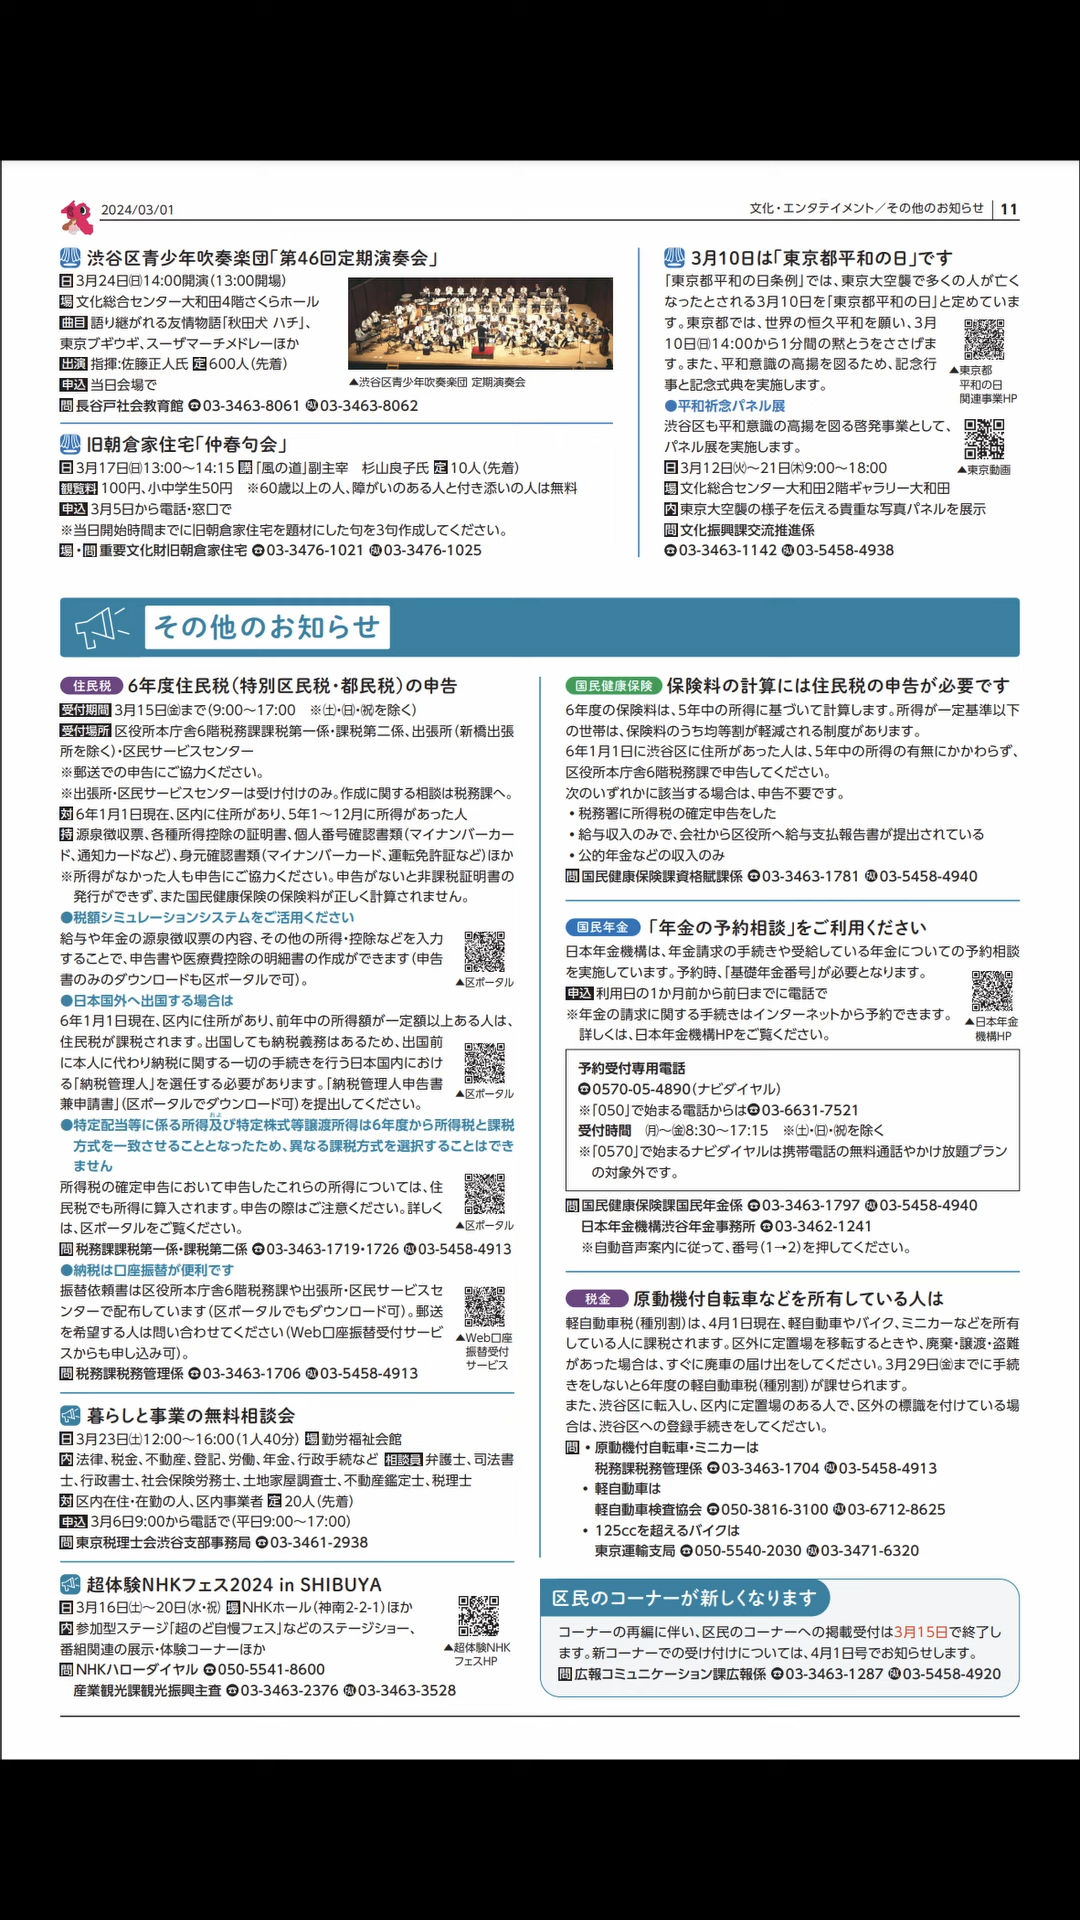 2024/03/01
文化・エンタテイメント／その他のお知らせ 11
渋谷区青少年吹奏楽団「第46回定期演奏会」
日3月24日㊐14:00開演(13:00開場)
場文化総合センター大和田4階さくらホール
曲目語り継がれる友情物語「秋田犬 ハチ」、
東京ブギウギ、スーザマーチメドレーほか
出演指揮:佐籐正人氏 定600人(先着)
申込当日会場で
問長谷戸社会教育館 ☎03-3463-8061 FAX03-3463-8062
▲渋谷区青少年吹奏楽団 定期演奏会
旧朝倉家住宅「仲春句会」
日3月17日㊐13:00～14:15 講「風の道」副主宰　杉山良子氏 定10人(先着)
観覧料100円、小中学生50円　※60歳以上の人、障がいのある人と付き添いの人は無料
申込3月5日から電話・窓口で
※当日開始時間までに旧朝倉家住宅を題材にした句を3句作成してください。
場・問重要文化財旧朝倉家住宅 ☎03-3476-1021 FAX03-3476-1025
3月10日は「東京都平和の日」です
「東京都平和の日条例」では、東京大空襲で多くの人が亡く
なったとされる3月10日を「東京都平和の日」と定めていま
す。東京都では、世界の恒久平和を願い、3月
10日㊐14:00から1分間の黙とうをささげま
す。また、平和意識の高揚を図るため、記念行
事と記念式典を実施します。
▲東京都
平和の日
関連事業HP
●平和祈念パネル展
渋谷区も平和意識の高揚を図る啓発事業として、
パネル展を実施します。
日3月12日㊋～21日㊍9:00～18:00
場文化総合センター大和田2階ギャラリー大和田
内東京大空襲の様子を伝える貴重な写真パネルを展示
問文化振興課交流推進係
☎03-3463-1142 FAX03-5458-4938
▲東京動画
その他のお知らせ
住民税 6年度住民税(特別区民税・都民税)の申告
受付期間3月15日㊎まで(9:00～17:00　※㊏・㊐・㊗を除く)
受付場所区役所本庁舎6階税務課課税第一係・課税第二係、出張所(新橋出張
所を除く)・区民サービスセンター
※郵送での申告にご協力ください。
※出張所・区民サービスセンターは受け付けのみ。作成に関する相談は税務課へ。
対6年1月1日現在、区内に住所があり、5年1～12月に所得があった人
持源泉徴収票、各種所得控除の証明書、個人番号確認書類(マイナンバーカー
ド、通知カードなど)、身元確認書類(マイナンバーカード、運転免許証など)ほか
※所得がなかった人も申告にご協力ください。申告がないと非課税証明書の
発行ができず、また国民健康保険の保険料が正しく計算されません。
●税額シミュレーションシステムをご活用ください
給与や年金の源泉徴収票の内容、その他の所得・控除などを入力
することで、申告書や医療費控除の明細書の作成ができます(申告
書のみのダウンロードも区ポータルで可)。
▲区ポータル
●日本国外へ出国する場合は
6年1月1日現在、区内に住所があり、前年中の所得額が一定額以上ある人は、
住民税が課税されます。出国しても納税義務はあるため、出国前
に本人に代わり納税に関する一切の手続きを行う日本国内におけ
る「納税管理人」を選任する必要があります。「納税管理人申告書
兼申請書」(区ポータルでダウンロード可)を提出してください。
▲区ポータル
およ
●特定配当等に係る所得及び特定株式等譲渡所得は6年度から所得税と課税
方式を一致させることとなったため、異なる課税方式を選択することはでき
ません
所得税の確定申告において申告したこれらの所得については、住
民税でも所得に算入されます。申告の際はご注意ください。詳しく
は、区ポータルをご覧ください。
▲区ポータル
問税務課課税第一係・課税第二係 ☎03-3463-1719・1726 FAX03-5458-4913
●納税は口座振替が便利です
振替依頼書は区役所本庁舎6階税務課や出張所・区民サービスセ
ンターで配布しています(区ポータルでもダウンロード可)。郵送
を希望する人は問い合わせてください(Web口座振替受付サービ
スからも申し込み可)。
問税務課税務管理係 ☎03-3463-1706 FAX03-5458-4913
▲Web口座
振替受付
サービス
暮らしと事業の無料相談会
日3月23日㊏12:00～16:00(1人40分) 場勤労福祉会館
内法律、税金、不動産、登記、労働、年金、行政手続など 相談員弁護士、司法書
士、行政書士、社会保険労務士、土地家屋調査士、不動産鑑定士、税理士
対区内在住・在勤の人、区内事業者 定20人(先着)
申込3月6日9:00から電話で(平日9:00～17:00)
問東京税理士会渋谷支部事務局 ☎03-3461-2938
超体験NHKフェス2024 in SHIBUYA
日3月16日㊏～20日(水・祝) 場NHKホール(神南2-2-1)ほか
内参加型ステージ「超のど自慢フェス」などのステージショー、
番組関連の展示・体験コーナーほか
問NHKハローダイヤル ☎050-5541-8600
産業観光課観光振興主査 ☎03-3463-2376 FAX03-3463-3528
▲超体験NHK
フェスHP
国民健康保険 保険料の計算には住民税の申告が必要です
6年度の保険料は、5年中の所得に基づいて計算します。所得が一定基準以下
の世帯は、保険料のうち均等割が軽減される制度があります。
6年1月1日に渋谷区に住所があった人は、5年中の所得の有無にかかわらず、
区役所本庁舎6階税務課で申告してください。
次のいずれかに該当する場合は、申告不要です。
・税務署に所得税の確定申告をした
・給与収入のみで、会社から区役所へ給与支払報告書が提出されている
・公的年金などの収入のみ
問国民健康保険課資格賦課係 ☎03-3463-1781 FAX03-5458-4940
国民年金 「年金の予約相談」をご利用ください
日本年金機構は、年金請求の手続きや受給している年金についての予約相談
を実施しています。予約時、「基礎年金番号」が必要となります。
申込利用日の1か月前から前日までに電話で
※年金の請求に関する手続きはインターネットから予約できます。
詳しくは、日本年金機構HPをご覧ください。
▲日本年金
機構HP
予約受付専用電話
☎0570-05-4890(ナビダイヤル)
※「050」で始まる電話からは☎03-6631-7521
受付時間　㊊～㊎8:30～17:15　※㊏・㊐・㊗を除く
※「0570」で始まるナビダイヤルは携帯電話の無料通話やかけ放題プラン
の対象外です。
問国民健康保険課国民年金係 ☎03-3463-1797 FAX03-5458-4940
日本年金機構渋谷年金事務所 ☎03-3462-1241
※自動音声案内に従って、番号(1→2)を押してください。
税金 原動機付自転車などを所有している人は
軽自動車税(種別割)は、4月1日現在、軽自動車やバイク、ミニカーなどを所有
している人に課税されます。区外に定置場を移転するときや、廃棄・譲渡・盗難
があった場合は、すぐに廃車の届け出をしてください。3月29日㊎までに手続
きをしないと6年度の軽自動車税(種別割)が課せられます。
また、渋谷区に転入し、区内に定置場のある人で、区外の標識を付けている場
合は、渋谷区への登録手続きをしてください。
問・原動機付自転車・ミニカーは
税務課税務管理係 ☎03-3463-1704 FAX03-5458-4913
・軽自動車は
軽自動車検査協会 ☎050-3816-3100 FAX03-6712-8625
・125ccを超えるバイクは
東京運輸支局 ☎050-5540-2030 FAX03-3471-6320
区民のコーナーが新しくなります
コーナーの再編に伴い、区民のコーナーへの掲載受付は3月15日で終了し
ます。新コーナーでの受け付けについては、4月1日号でお知らせします。
問広報コミュニケーション課広報係 ☎03-3463-1287 FAX03-5458-4920